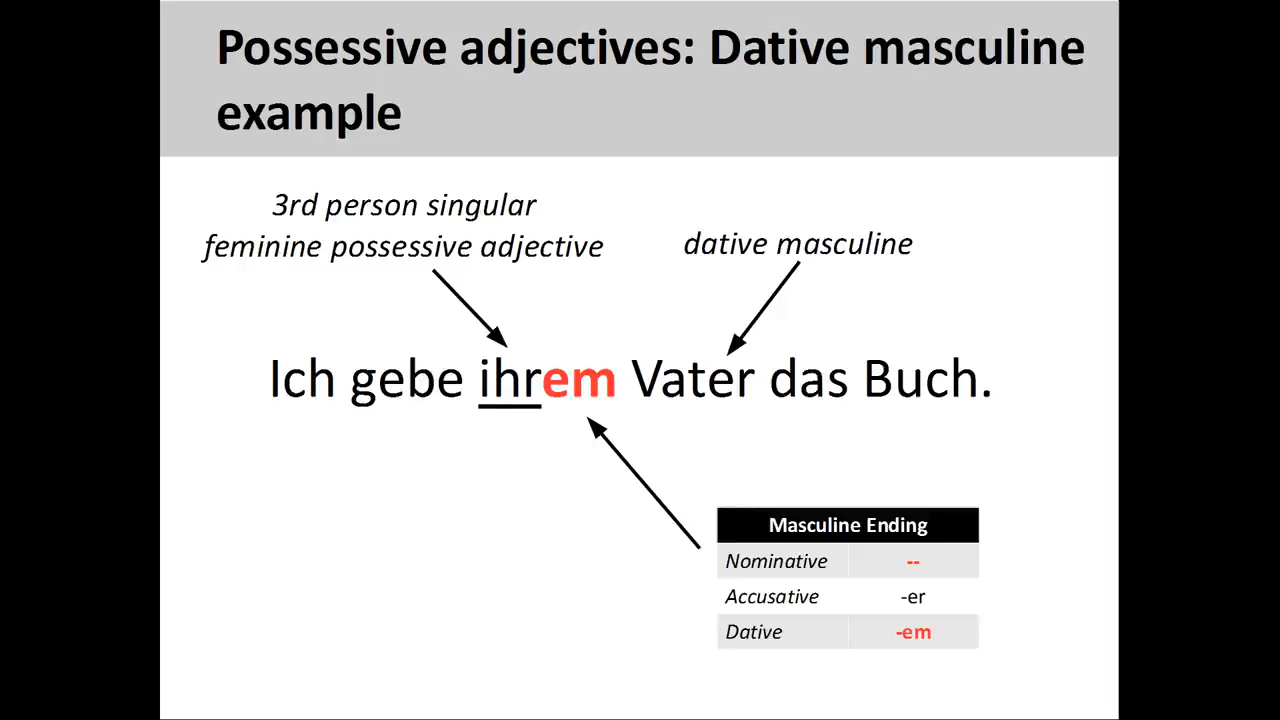 Possessive adjectives: Dative masculine
example
3rd person singular
feminine possessive adjective
dative masculine
Ich gebe ihrem Vater das Buch.
Masculine Ending
Nominative --
Accusative -er
Dative -em